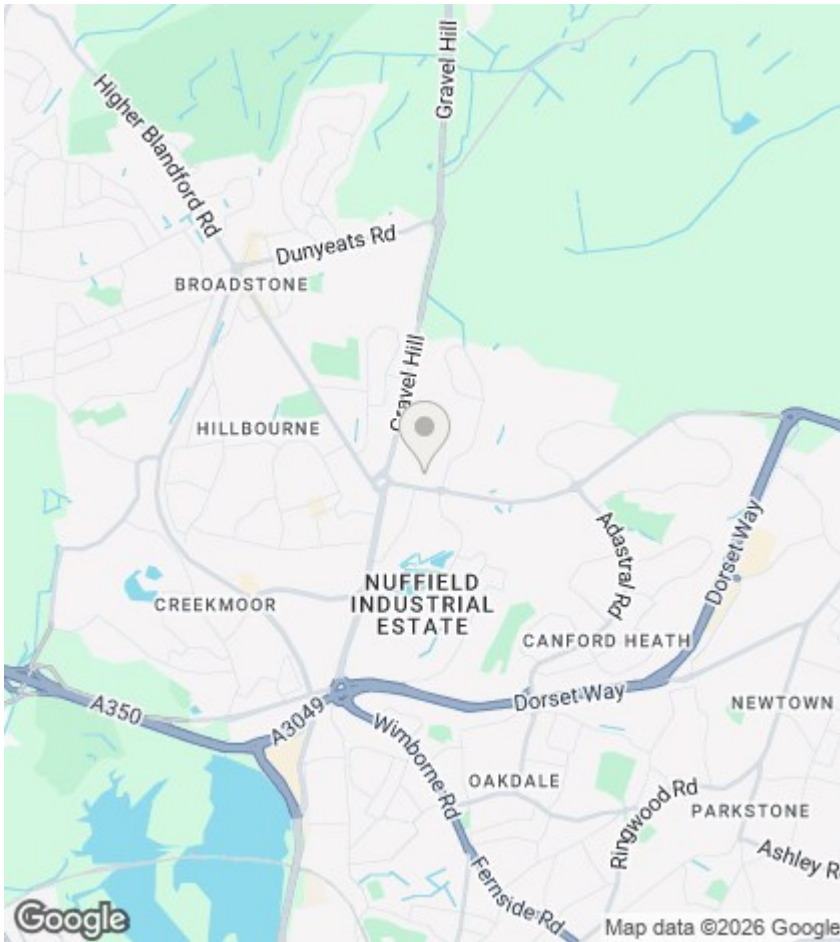 Gravel Hill
Higher Blandford Rd
Dunyeats Rd
BROADSTONE
Gravel Hill
HILLBOURNE
Adastral Rd
Dorset Way
NUFFIELD
INDUSTRIAL
ESTATE
CREEKMOOR
CANFORD HEATH
Dorset Way
A350
A3049
NEWTOWN
Wimborne Rd
OAKDALE
Ringwood Rd
PARKSTONE
Ashley R
Fernside Rd
Google
Map data ©2026 Google